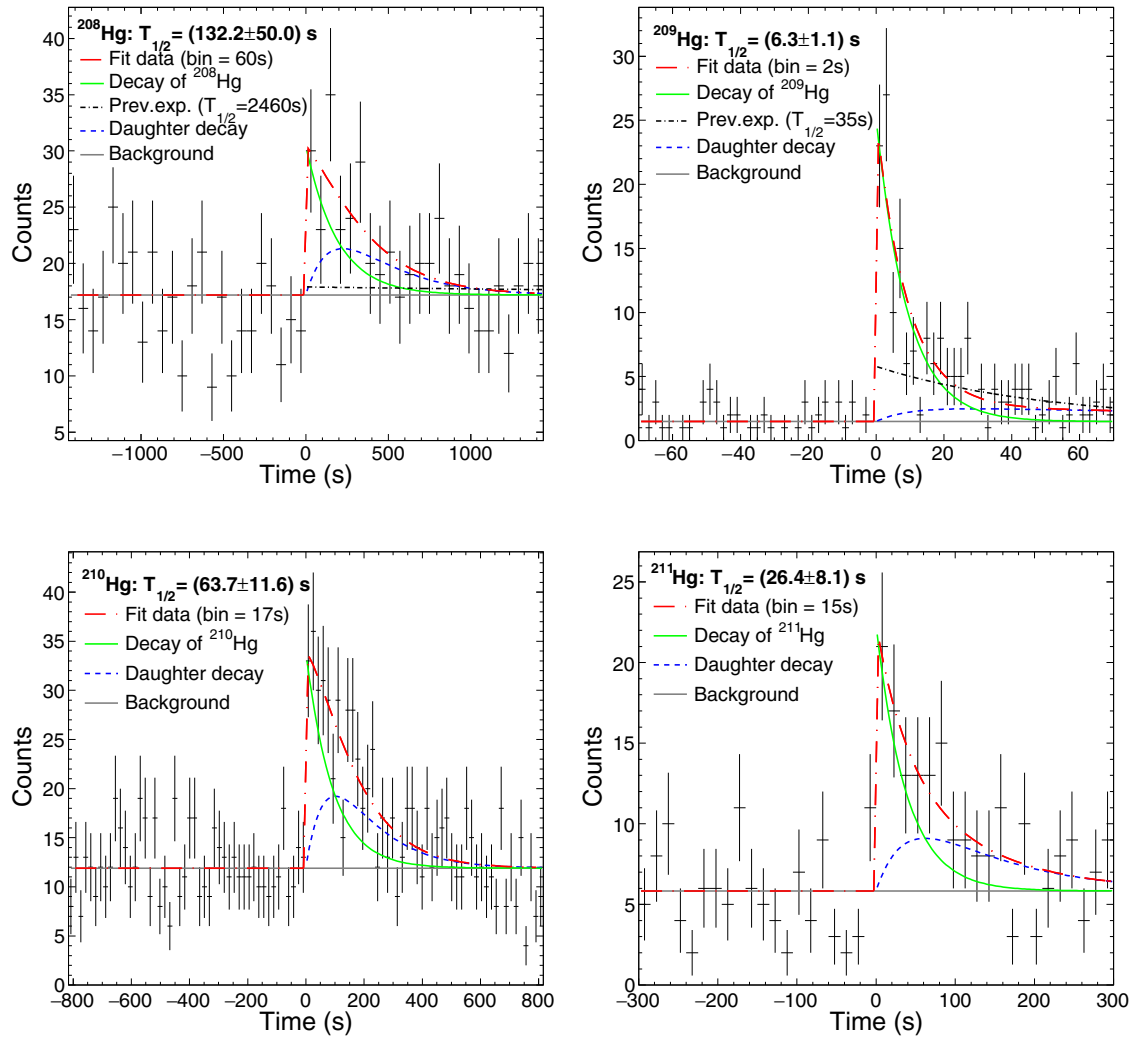 ²⁰⁸Hg: T₁/₂= (132.2±50.0) s
Fit data (bin = 60s)
Decay of ²⁰⁸Hg
Prev.exp. (T₁/₂=2460s)
Daughter decay
Background
Counts
40
35
30
25
20
15
10
5
−1000 −500 0 500 1000
Time (s)
²⁰⁹Hg: T₁/₂= (6.3±1.1) s
Fit data (bin = 2s)
Decay of ²⁰⁹Hg
Prev.exp. (T₁/₂=35s)
Daughter decay
Background
Counts
30
25
20
15
10
5
0
−60 −40 −20 0 20 40 60
Time (s)
²¹⁰Hg: T₁/₂= (63.7±11.6) s
Fit data (bin = 17s)
Decay of ²¹⁰Hg
Daughter decay
Background
Counts
40
35
30
25
20
15
10
5
0
−800 −600 −400 −200 0 200 400 600 800
Time (s)
²¹¹Hg: T₁/₂= (26.4±8.1) s
Fit data (bin = 15s)
Decay of ²¹¹Hg
Daughter decay
Background
Counts
25
20
15
10
5
0
−300 −200 −100 0 100 200 300
Time (s)